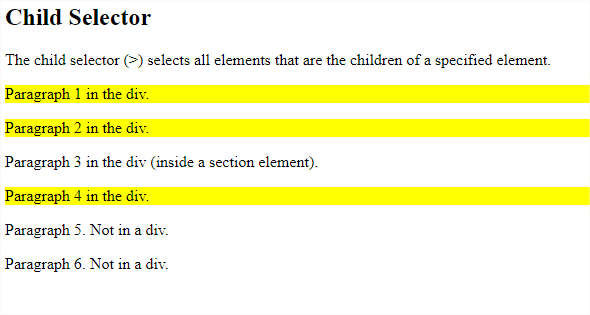 Child Selector
The child selector (>) selects all elements that are the children of a specified element.
Paragraph 1 in the div.
Paragraph 2 in the div.
Paragraph 3 in the div (inside a section element).
Paragraph 4 in the div.
Paragraph 5. Not in a div.
Paragraph 6. Not in a div.